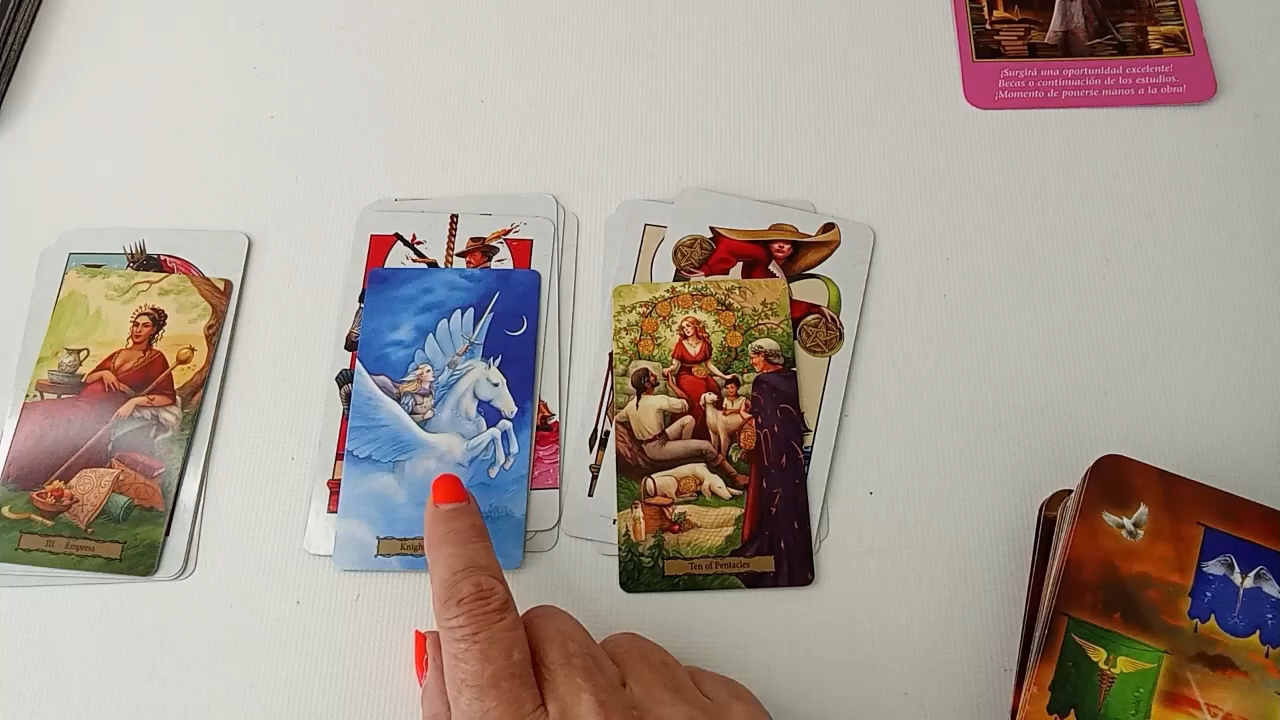 ¡Surgirá una oportunidad excelente!
Becas o continuación de los estudios.
¡Momento de ponerse manos a la obra!
III Empress
Ten of Pentacles